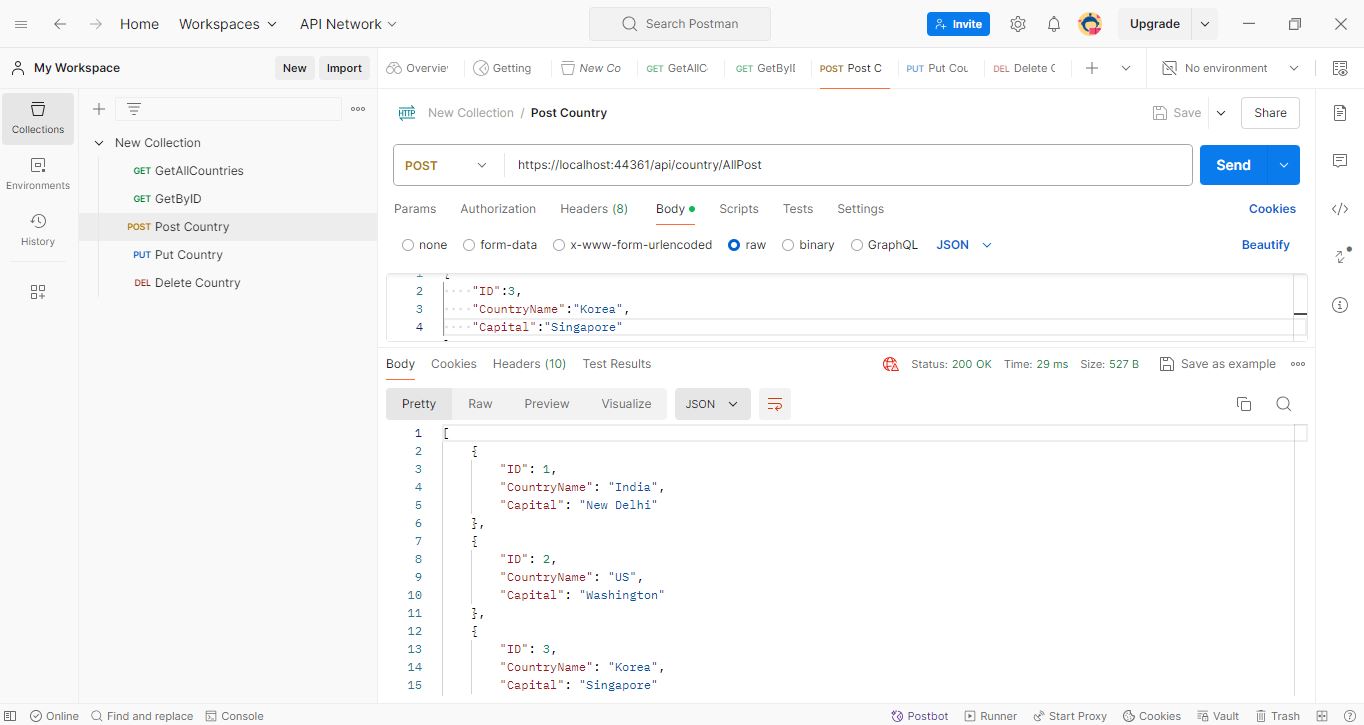 Home Workspaces API Network Search Postman Invite Upgrade
My Workspace New Import Overvie Getting New Co GET GetAllC POST Post C GET GetByID PUT Put Cou DEL Delete C No environment
Collections
Environments
History
New Collection
GET GetAllCountries
GET GetByID
POST Post Country
PUT Put Country
DEL Delete Country
HTTP New Collection / Post Country Save Share
POST https://localhost:44361/api/country/AllPost Send
Params Authorization Headers (8) Body Scripts Tests Settings Cookies
none form-data x-www-form-urlencoded raw binary GraphQL JSON Beautify
2 "ID":3,
3 "CountryName":"Korea",
4 "Capital":"Singapore"
Body Cookies Headers (10) Test Results Status: 200 OK Time: 29 ms Size: 527 B Save as example
Pretty Raw Preview Visualize JSON
1 [
2 {
3 "ID": 1,
4 "CountryName": "India",
5 "Capital": "New Delhi"
6 },
7 {
8 "ID": 2,
9 "CountryName": "US",
10 "Capital": "Washington"
11 },
12 {
13 "ID": 3,
14 "CountryName": "Korea",
15 "Capital": "Singapore"
Online Find and replace Console Postbot Runner Start Proxy Cookies Vault Trash